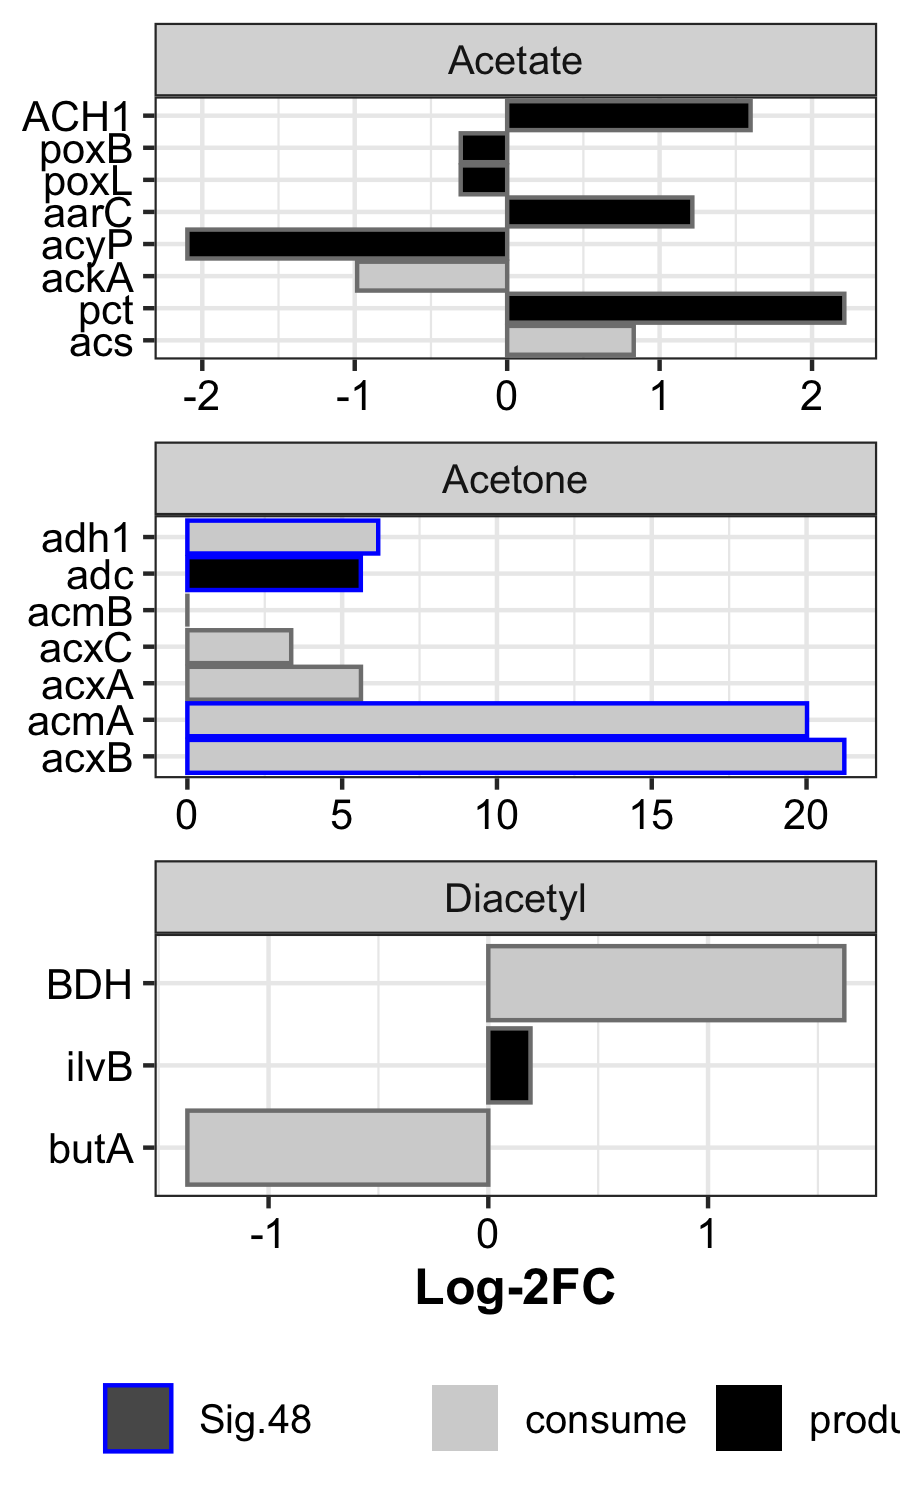 Acetate
ACH1
poxB
poxL
aarC
acyP
ackA
pct
acs
-2 -1 0 1 2
Acetone
adh1
adc
acmB
acxC
acxA
acmA
acxB
0 5 10 15 20
Diacetyl
BDH
ilvB
butA
-1 0 1
Log-2FC
Sig.48 consume produ